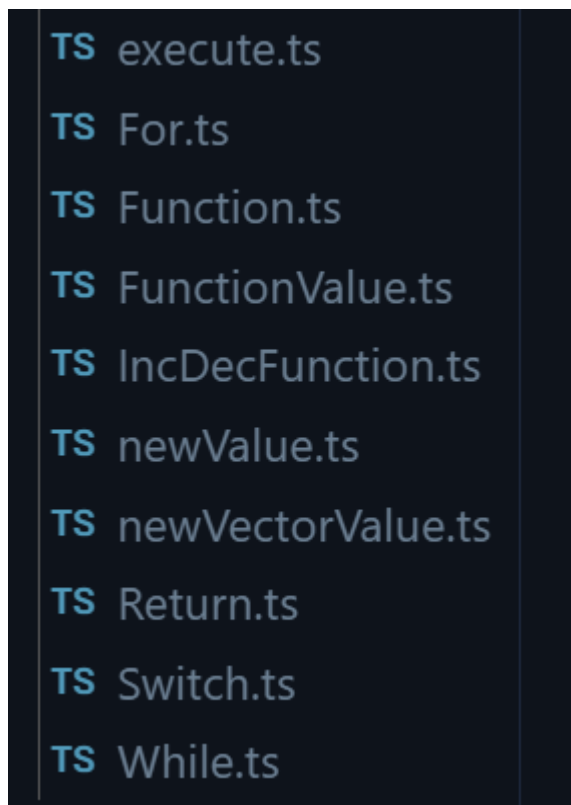 TS execute.ts
TS For.ts
TS Function.ts
TS FunctionValue.ts
TS IncDecFunction.ts
TS newValue.ts
TS newVectorValue.ts
TS Return.ts
TS Switch.ts
TS While.ts